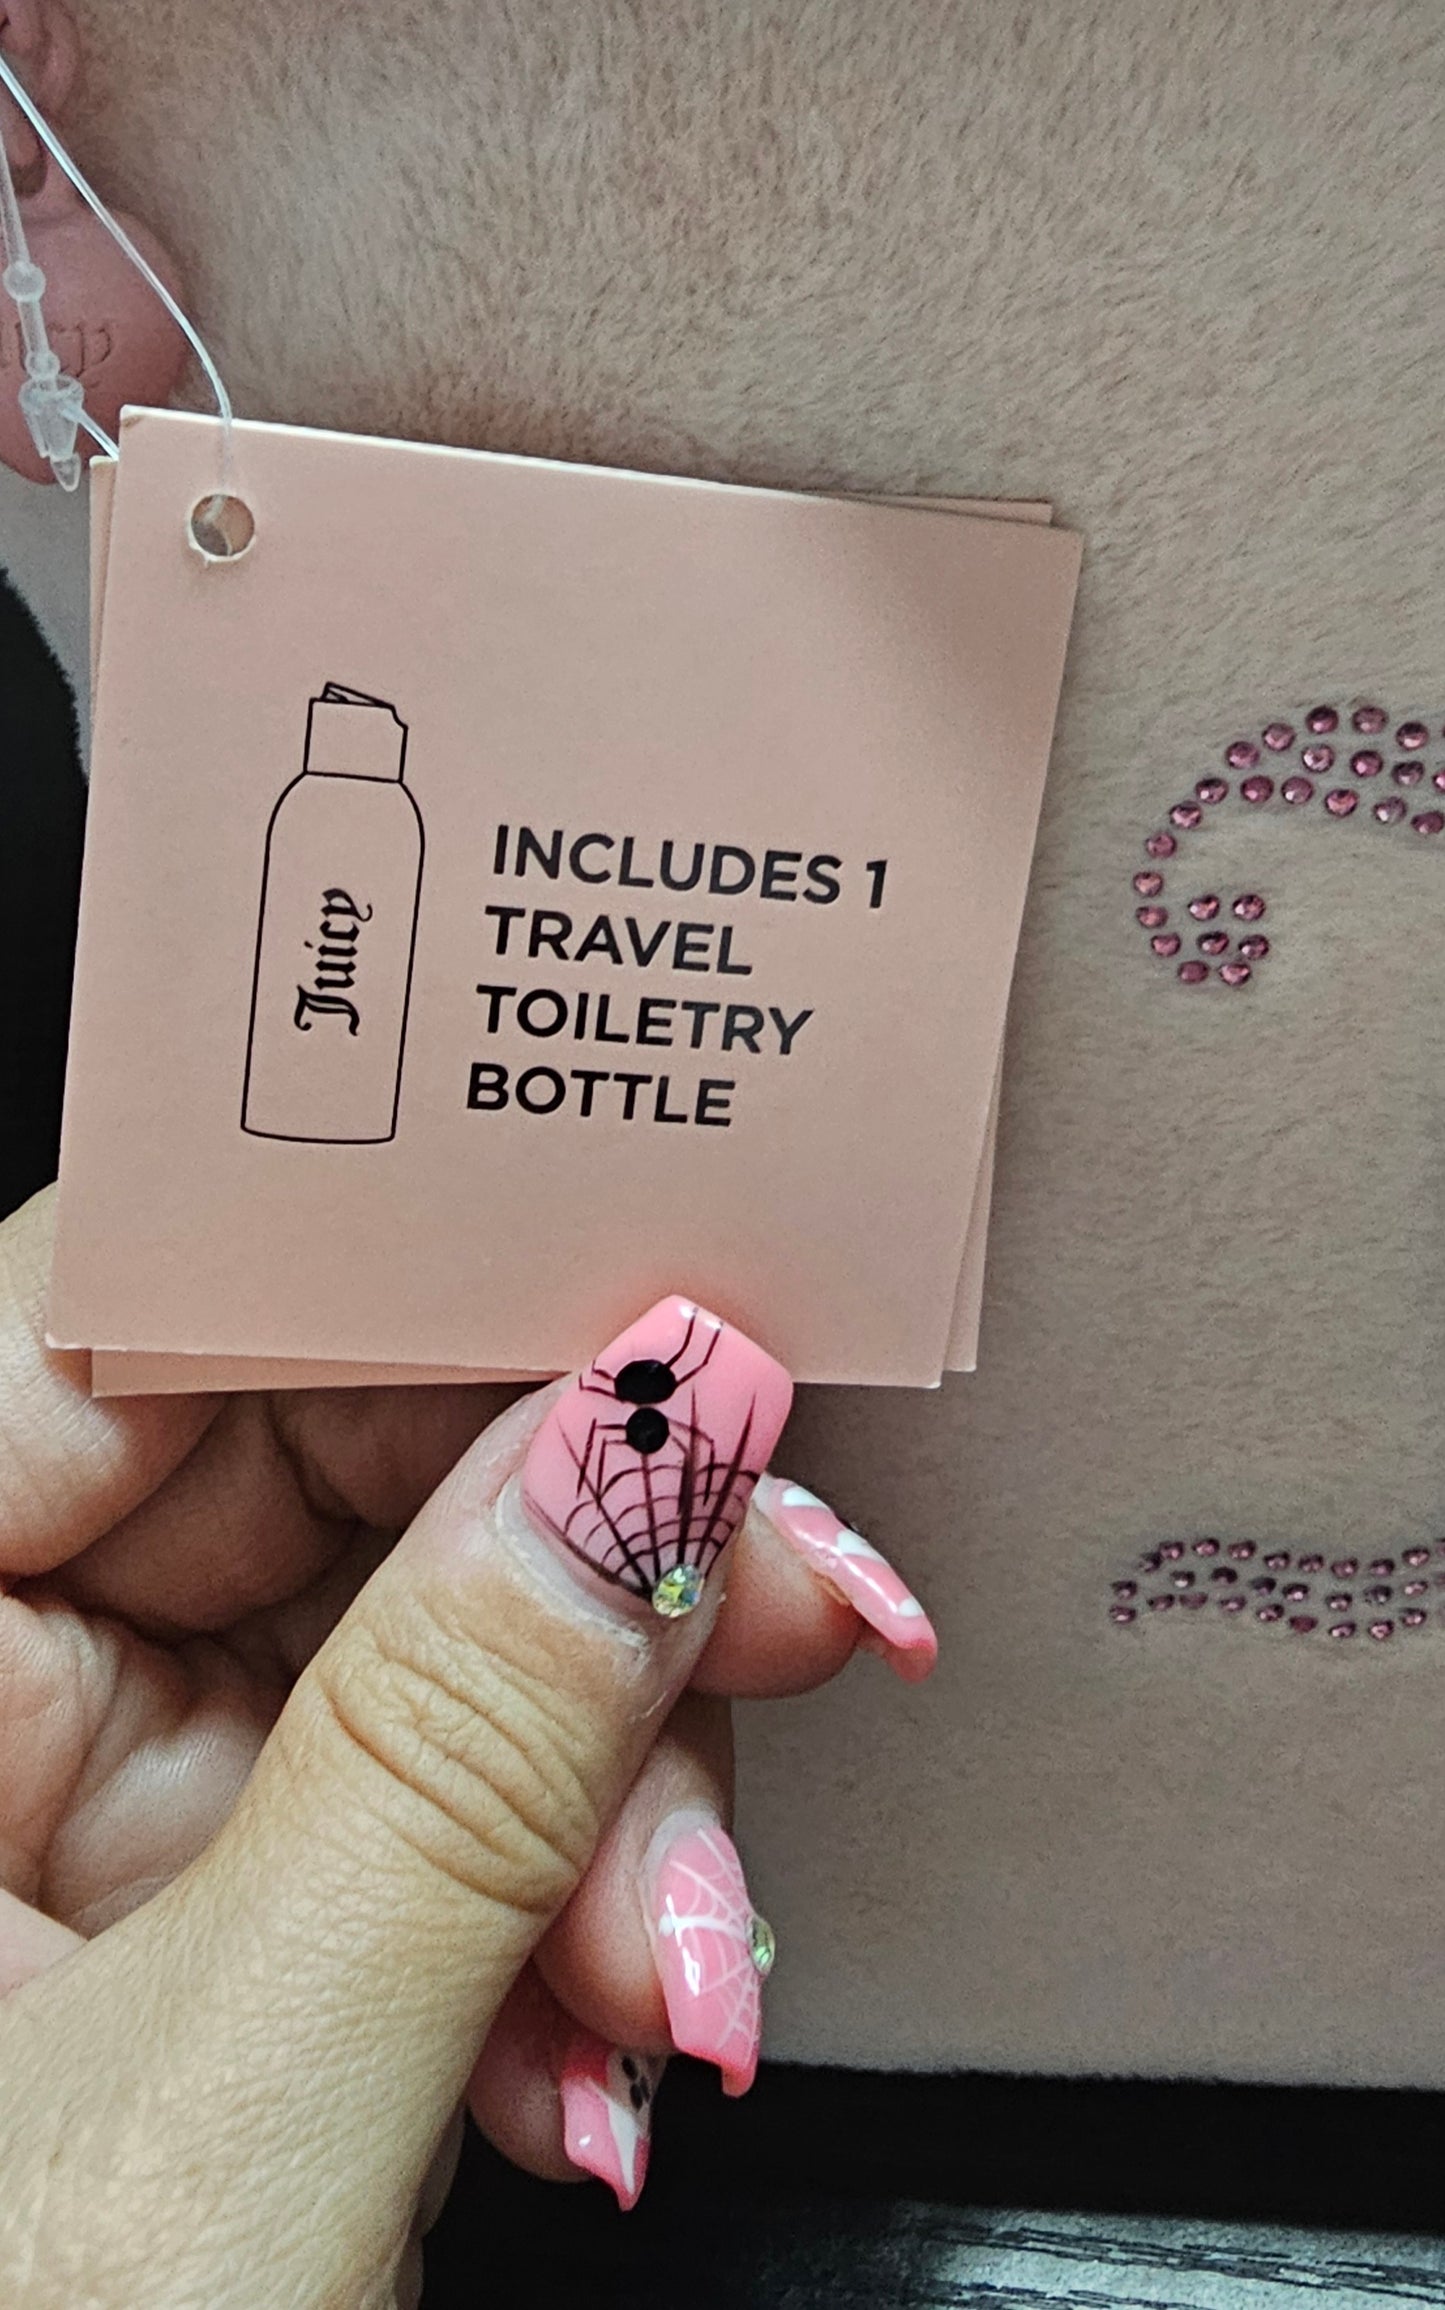 Juicy
INCLUDES 1
TRAVEL
TOILETRY
BOTTLE